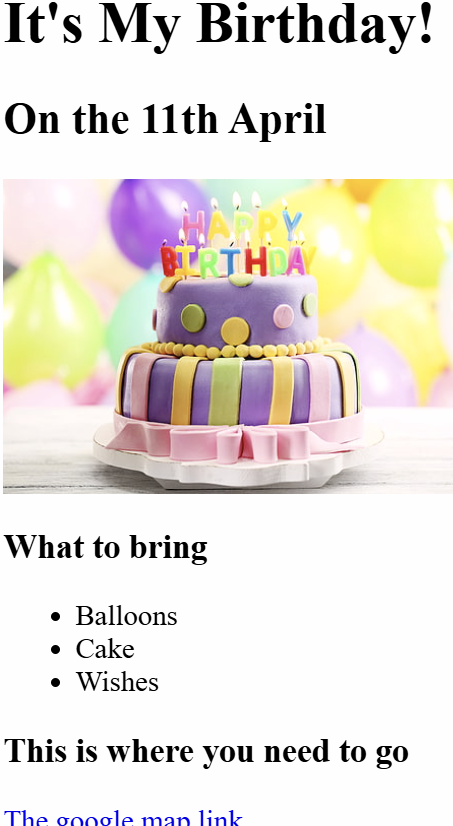 It's My Birthday!
On the 11th April
HAPPY
BIRTHDAY
What to bring
Balloons
Cake
Wishes
This is where you need to go
The google map link